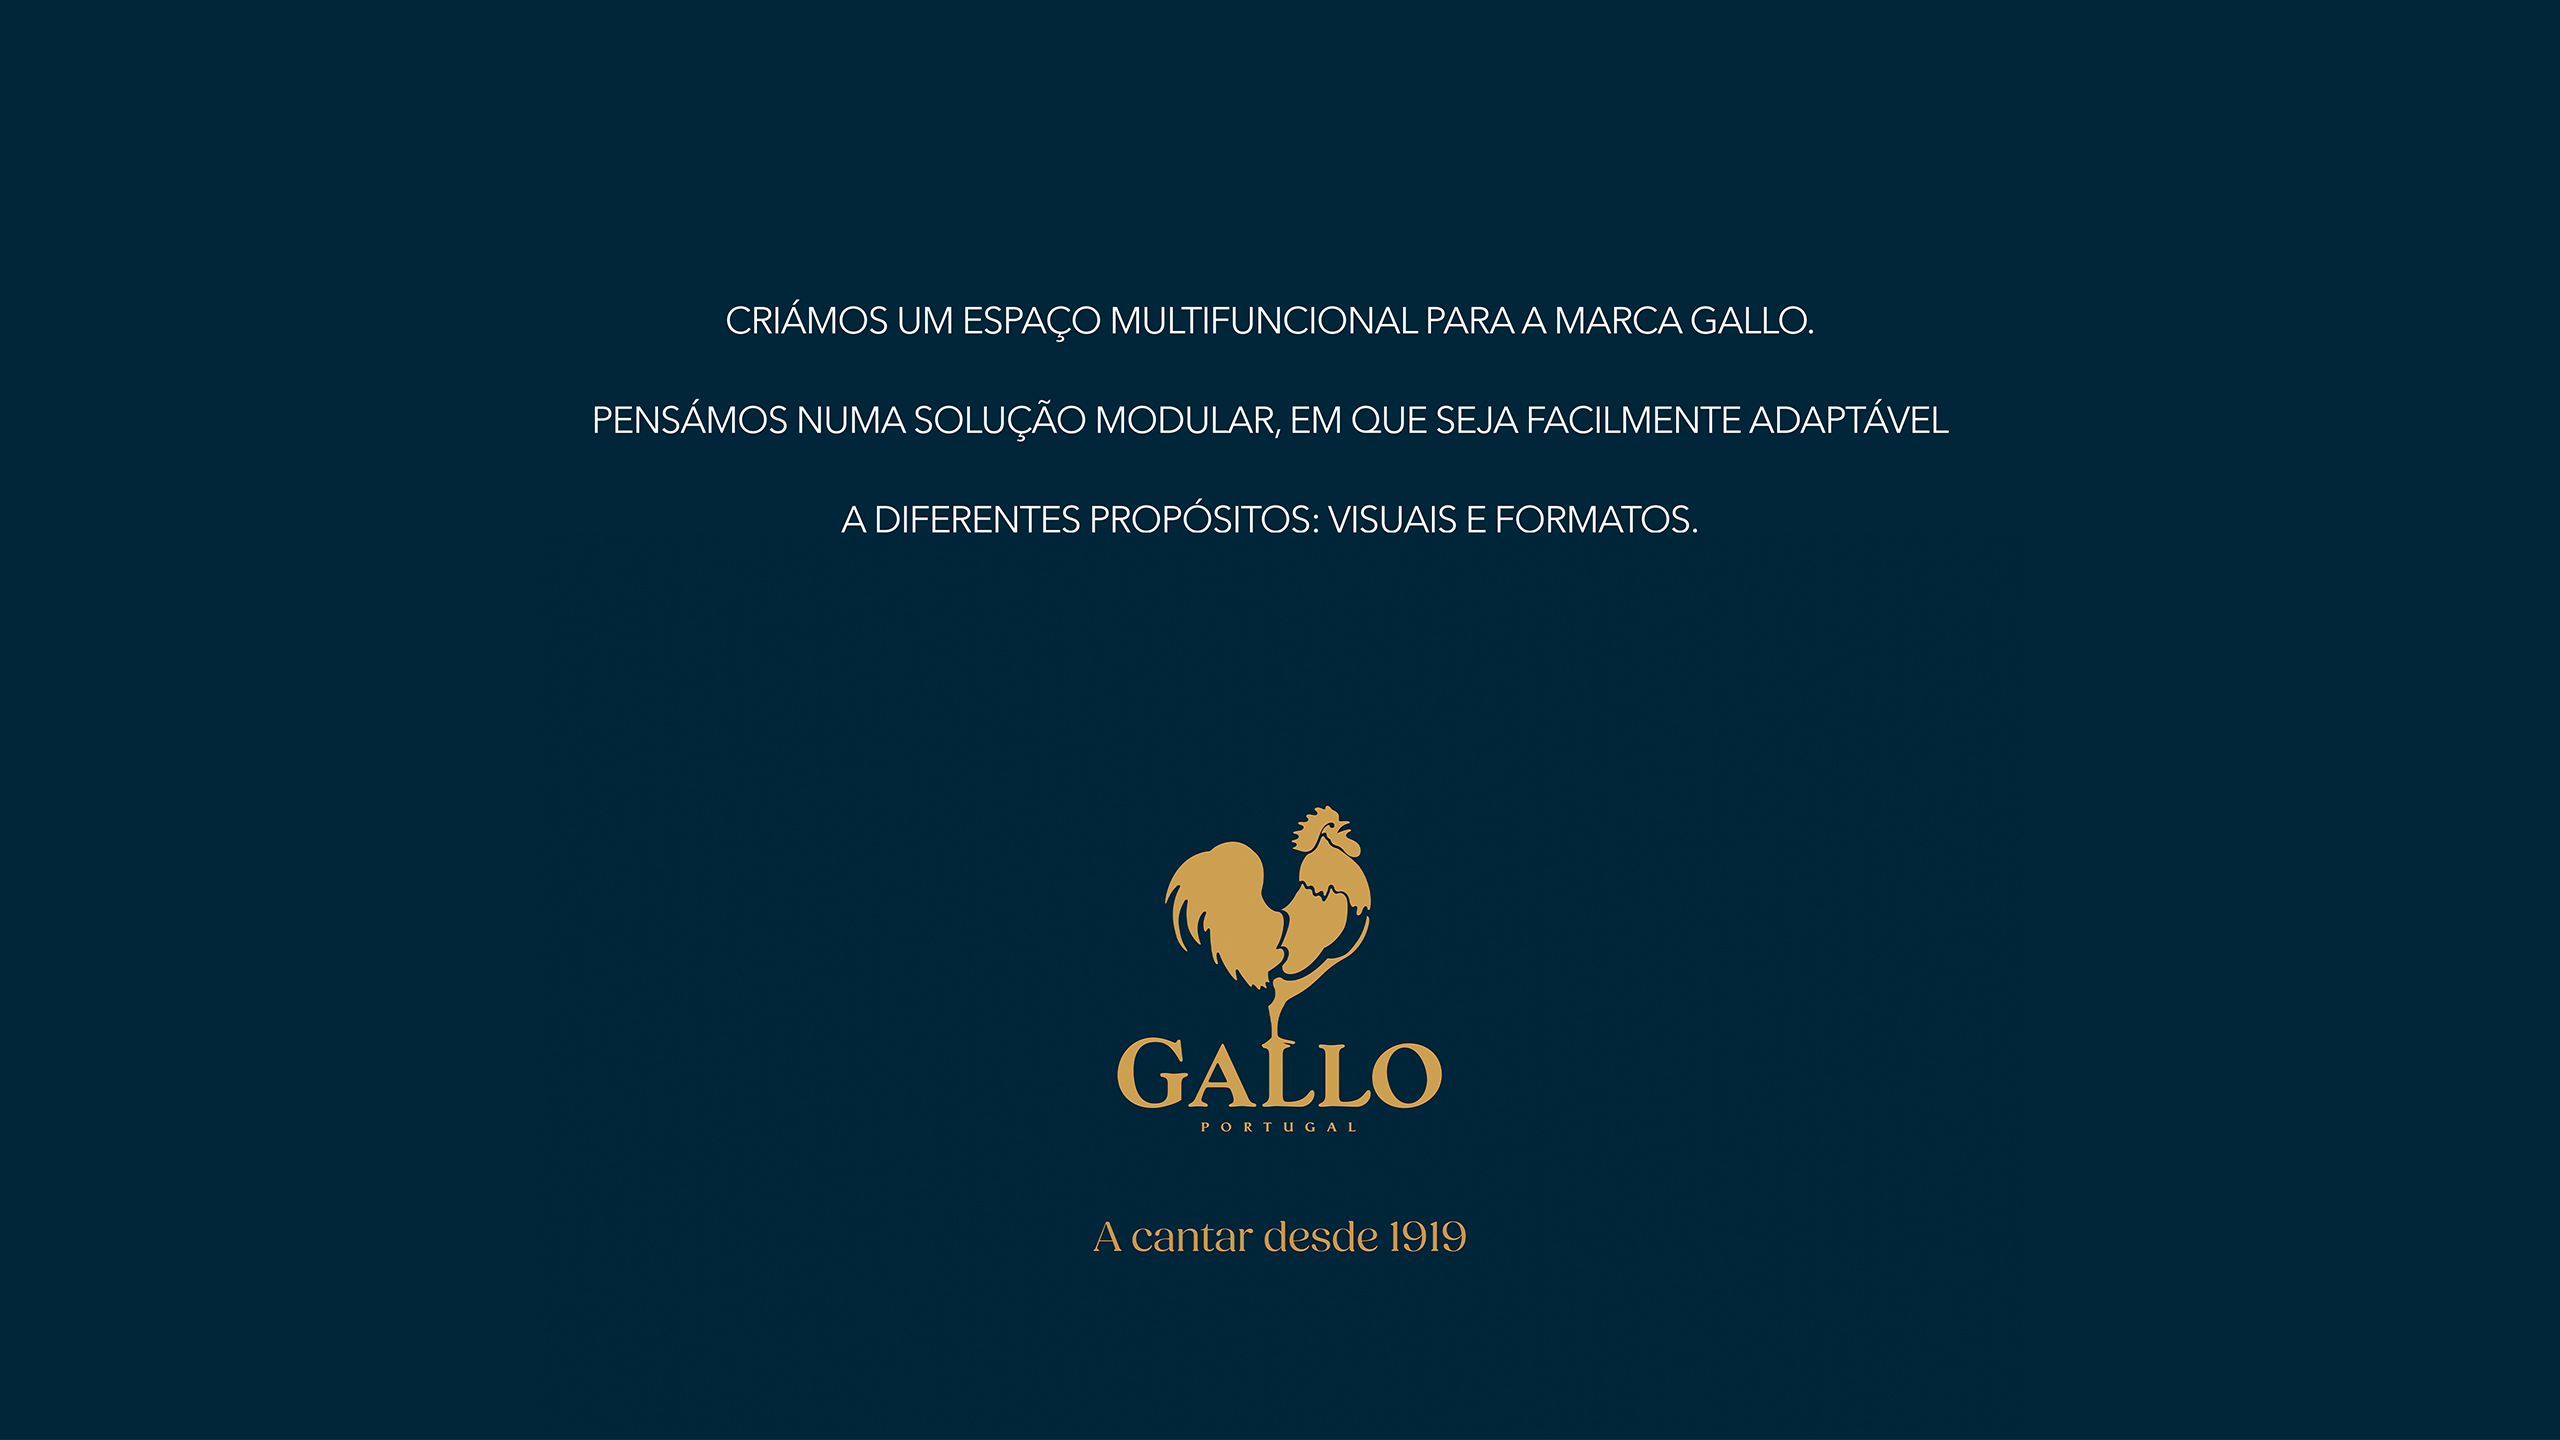 CRIÁMOS UM ESPAÇO MULTIFUNCIONAL PARA A MARCA GALLO.
PENSÁMOS NUMA SOLUÇÃO MODULAR, EM QUE SEJA FACILMENTE ADAPTÁVEL
A DIFERENTES PROPÓSITOS: VISUAIS E FORMATOS.
GALLO
PORTUGAL
A cantar desde 1919